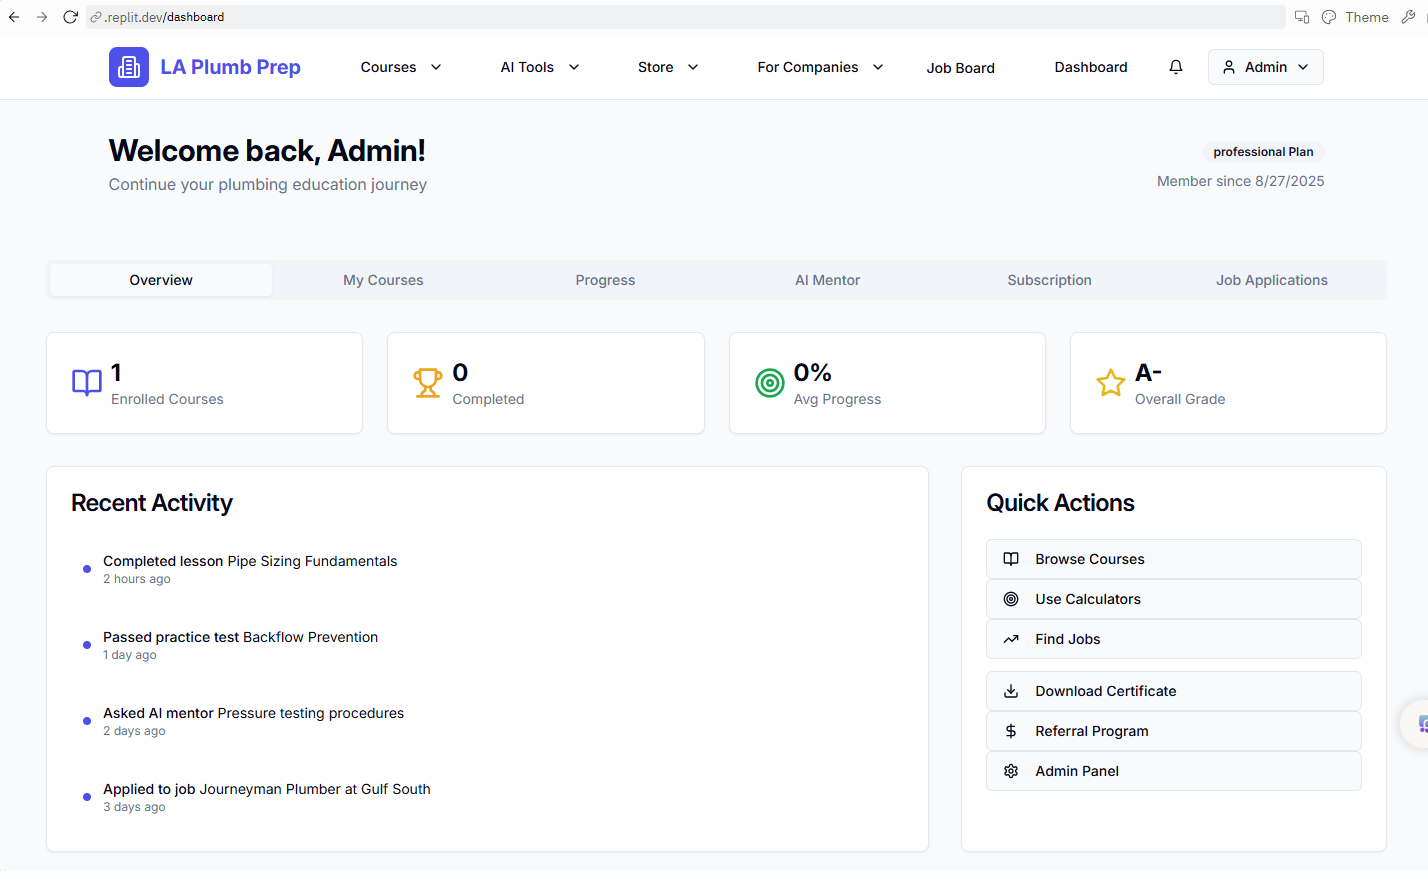 .replit.dev/dashboard
Theme
LA Plumb Prep
Courses
AI Tools
Store
For Companies
Job Board
Dashboard
Admin
Welcome back, Admin!
Continue your plumbing education journey
professional Plan
Member since 8/27/2025
Overview
My Courses
Progress
AI Mentor
Subscription
Job Applications
1
Enrolled Courses
0
Completed
0%
Avg Progress
A-
Overall Grade
Recent Activity
Completed lesson Pipe Sizing Fundamentals
2 hours ago
Passed practice test Backflow Prevention
1 day ago
Asked AI mentor Pressure testing procedures
2 days ago
Applied to job Journeyman Plumber at Gulf South
3 days ago
Quick Actions
Browse Courses
Use Calculators
Find Jobs
Download Certificate
Referral Program
Admin Panel